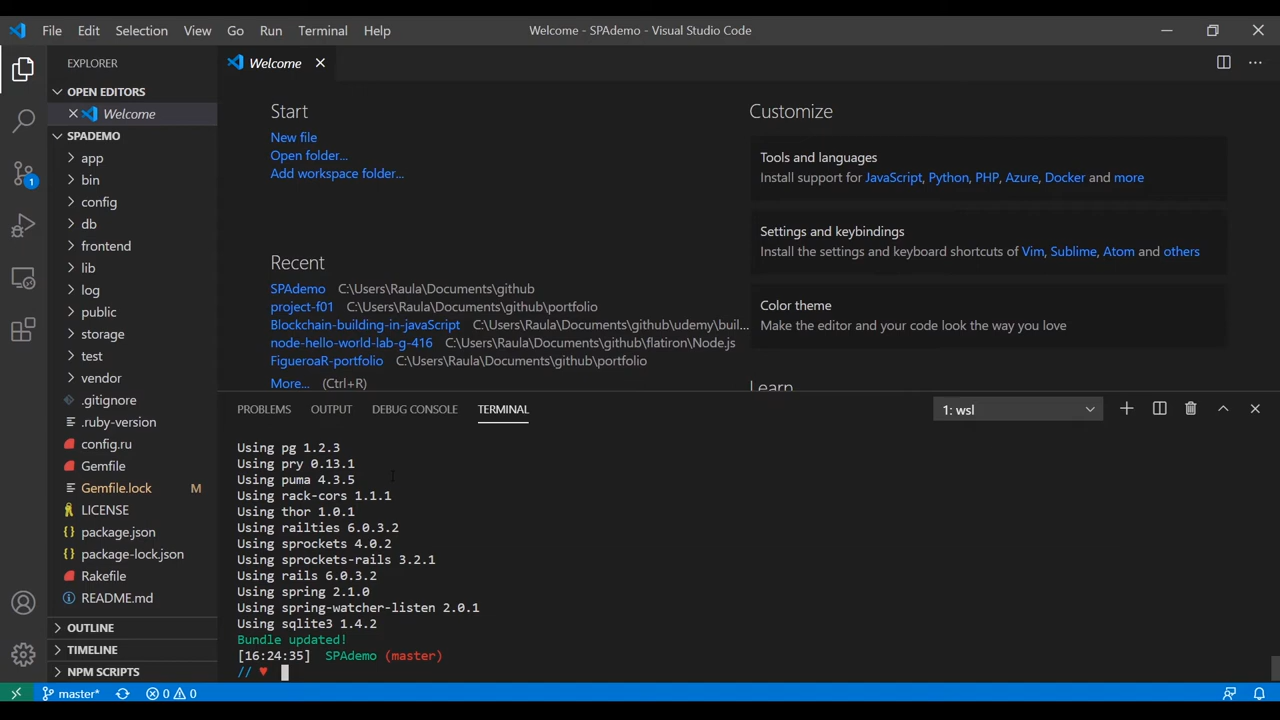 File Edit Selection View Go Run Terminal Help
Welcome - SPAdemo - Visual Studio Code
EXPLORER
OPEN EDITORS
Welcome
SPADEMO
app
bin
config
db
frontend
lib
log
public
storage
test
vendor
.gitignore
.ruby-version
config.ru
Gemfile
Gemfile.lock M
LICENSE
package.json
package-lock.json
Rakefile
README.md
OUTLINE
TIMELINE
NPM SCRIPTS
1
Welcome
Start
New file
Open folder...
Add workspace folder...
Recent
SPAdemo C:\Users\Raula\Documents\github
project-f01 C:\Users\Raula\Documents\github\portfolio
Blockchain-building-in-javaScript C:\Users\Raula\Documents\github\udemy\buil...
node-hello-world-lab-g-416 C:\Users\Raula\Documents\github\flatiron\Node.js
FigueroaR-portfolio C:\Users\Raula\Documents\github\portfolio
More... (Ctrl+R)
Customize
Tools and languages
Install support for JavaScript, Python, PHP, Azure, Docker and more
Settings and keybindings
Install the settings and keyboard shortcuts of Vim, Sublime, Atom and others
Color theme
Make the editor and your code look the way you love
Learn
PROBLEMS OUTPUT DEBUG CONSOLE TERMINAL
1: wsl
Using pg 1.2.3
Using pry 0.13.1
Using puma 4.3.5
Using rack-cors 1.1.1
Using thor 1.0.1
Using railties 6.0.3.2
Using sprockets 4.0.2
Using sprockets-rails 3.2.1
Using rails 6.0.3.2
Using spring 2.1.0
Using spring-watcher-listen 2.0.1
Using sqlite3 1.4.2
Bundle updated!
[16:24:35] SPAdemo (master)
// ♥
master* 0 0